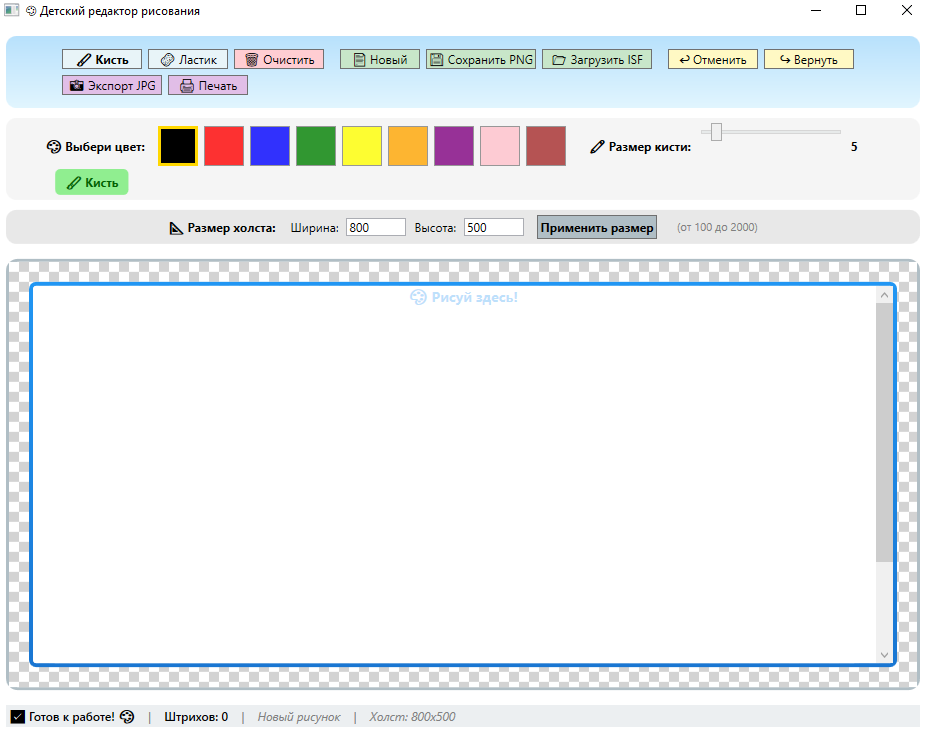 Детский редактор рисования
Кисть Ластик Очистить Новый Сохранить PNG Загрузить ISF Отменить Вернуть
Экспорт JPG Печать
Выбери цвет: Размер кисти: 5
Кисть
Размер холста: Ширина: 800 Высота: 500 Применить размер (от 100 до 2000)
Рисуй здесь!
Готов к работе! | Штрихов: 0 | Новый рисунок | Холст: 800x500